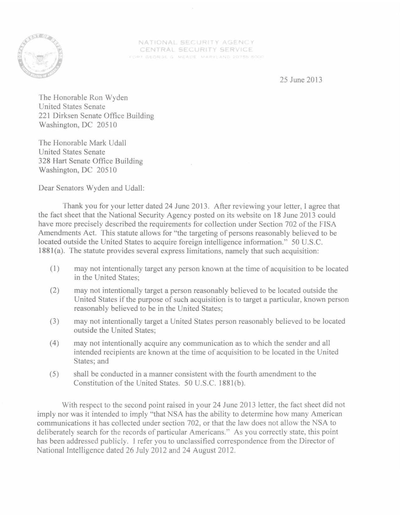 NATIONAL SECURITY AGENCY
CENTRAL SECURITY SERVICE
FORT GEORGE G. MEADE, MARYLAND 20755-6000
25 June 2013
The Honorable Ron Wyden
United States Senate
221 Dirksen Senate Office Building
Washington, DC 20510
The Honorable Mark Udall
United States Senate
328 Hart Senate Office Building
Washington, DC 20510
Dear Senators Wyden and Udall:
Thank you for your letter dated 24 June 2013. After reviewing your letter, I agree that
the fact sheet that the National Security Agency posted on its website on 18 June 2013 could
have more precisely described the requirements for collection under Section 702 of the FISA
Amendments Act. This statute allows for "the targeting of persons reasonably believed to be
located outside the United States to acquire foreign intelligence information." 50 U.S.C.
1881(a). The statute provides several express limitations, namely that such acquisition:
(1) may not intentionally target any person known at the time of acquisition to be located
in the United States;
(2) may not intentionally target a person reasonably believed to be located outside the
United States if the purpose of such acquisition is to target a particular, known person
reasonably believed to be in the United States;
(3) may not intentionally target a United States person reasonably believed to be located
outside the United States;
(4) may not intentionally acquire any communication as to which the sender and all
intended recipients are known at the time of acquisition to be located in the United
States; and
(5) shall be conducted in a manner consistent with the fourth amendment to the
Constitution of the United States. 50 U.S.C. 1881(b).
With respect to the second point raised in your 24 June 2013 letter, the fact sheet did not
imply nor was it intended to imply "that NSA has the ability to determine how many American
communications it has collected under section 702, or that the law does not allow the NSA to
deliberately search for the records of particular Americans." As you correctly state, this point
has been addressed publicly. I refer you to unclassified correspondence from the Director of
National Intelligence dated 26 July 2012 and 24 August 2012.